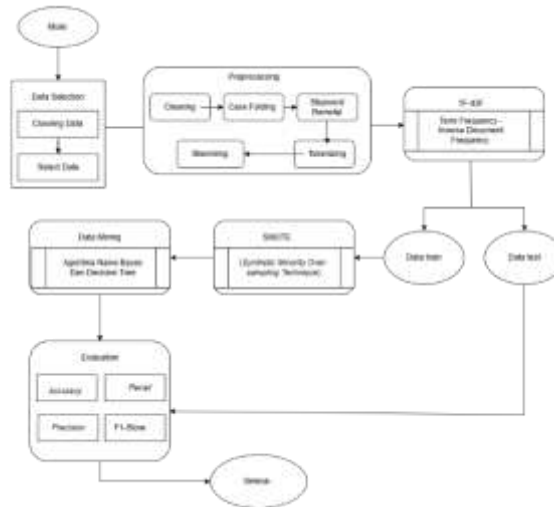 Mulai
Data Selection
Cleaning Data
Select Data
Preprocessing
Cleaning
Case Folding
Stopword
Removal
Stemming
Tokenizing
TF-IDF
Term Frequency -
Inverse Document
Frequency
Data train
Data test
SMOTE
(Synthetic Minority Over-
sampling Technique)
Data Mining
Algoritma Naive Bayes
Dan Decision Tree
Evaluation
Accuracy
Recall
Precision
Selesai